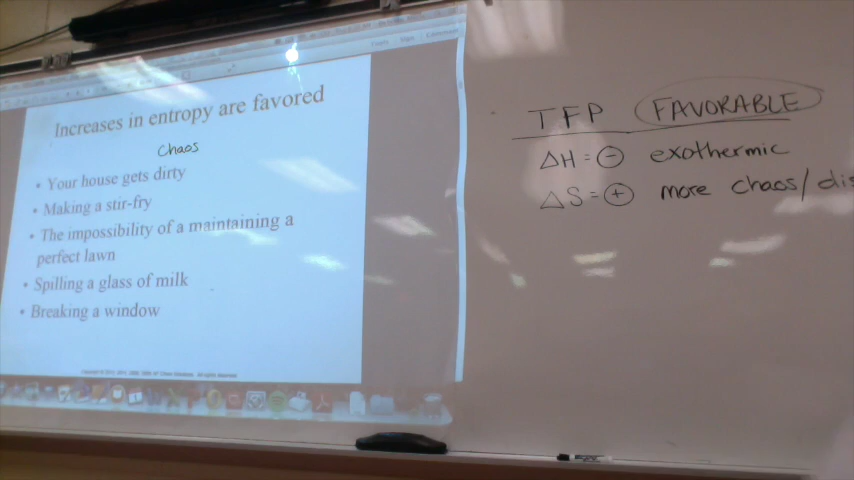 Increases in entropy are favored
chaos
• Your house gets dirty
• Making a stir-fry
• The impossibility of a maintaining a
perfect lawn
• Spilling a glass of milk
• Breaking a window
TFP FAVORABLE
ΔH = ⊖ exothermic
ΔS = ⊕ more chaos/dis